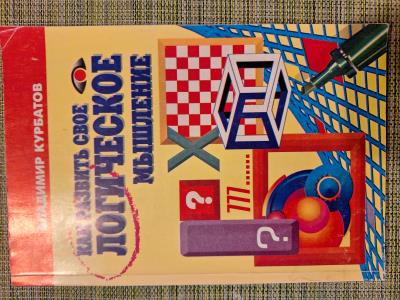 ВЛАДИМИР КУРБАТОВ
КАК РАЗВИТЬ СВОЕ
ЛОГИЧЕСКОЕ
МЫШЛЕНИЕ
X
?
m......
?